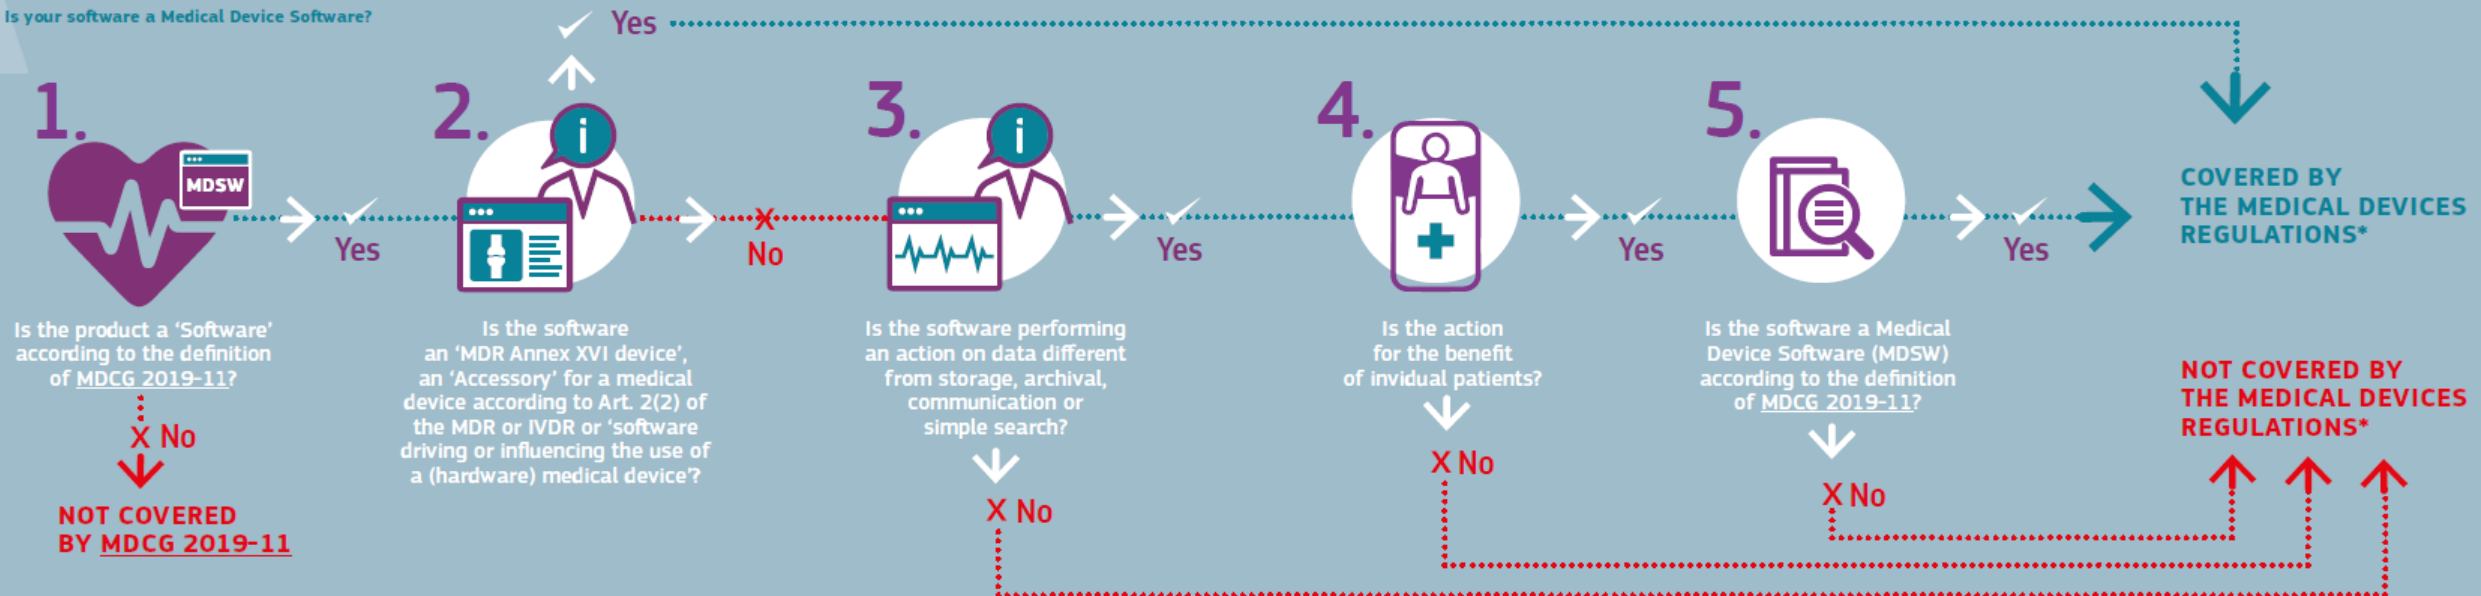 Is your software a Medical Device Software?
Yes
1.
MDSW
Yes
Is the product a ‘Software’
according to the definition
of MDCG 2019-11?
X No
NOT COVERED
BY MDCG 2019-11
2.
i
X
No
Is the software
an ‘MDR Annex XVI device’,
an ‘Accessory’ for a medical
device according to Art. 2(2) of
the MDR or IVDR or ‘software
driving or influencing the use of
a (hardware) medical device’?
3.
i
Yes
Is the software performing
an action on data different
from storage, archival,
communication or
simple search?
X No
4.
Yes
Is the action
for the benefit
of invidual patients?
X No
5.
Yes
Is the software a Medical
Device Software (MDSW)
according to the definition
of MDCG 2019-11?
X No
COVERED BY
THE MEDICAL DEVICES
REGULATIONS*
NOT COVERED BY
THE MEDICAL DEVICES
REGULATIONS*